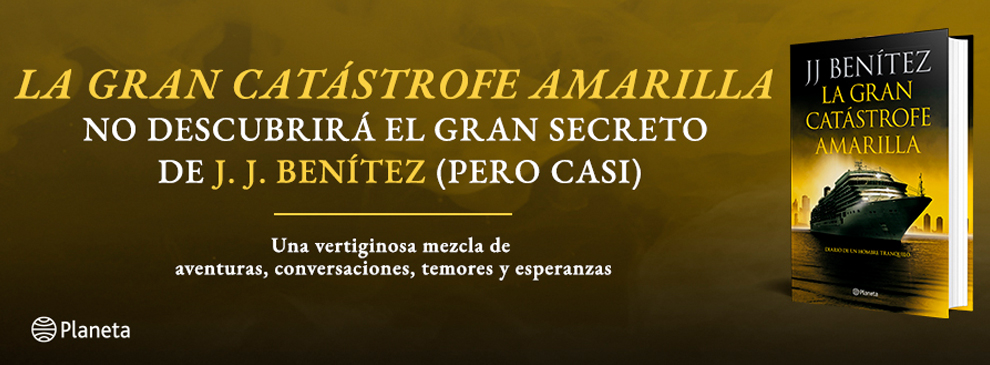 LA GRAN CATÁSTROFE AMARILLA
NO DESCUBRIRÁ EL GRAN SECRETO
DE J. J. BENÍTEZ (PERO CASI)
Una vertiginosa mezcla de
aventuras, conversaciones, temores y esperanzas
Planeta
JJ BENÍTEZ
LA GRAN
CATÁSTROFE
AMARILLA
DIARIO DE UN HOMBRE TRANQUILO
Planeta